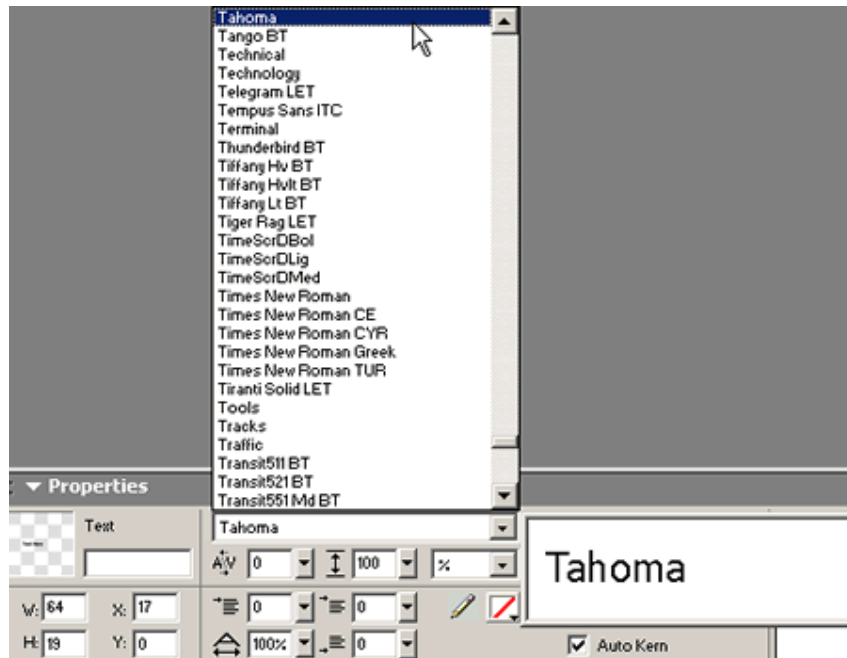 Tahoma
Tango BT
Technical
Technology
Telegram LET
Tempus Sans ITC
Terminal
Thunderbird BT
Tiffany Hv BT
Tiffany Hvlt BT
Tiffany Lt BT
Tiger Rag LET
TimeScrDBol
TimeScrDLig
TimeScrDMed
Times New Roman
Times New Roman CE
Times New Roman CYR
Times New Roman Greek
Times New Roman TUR
Tiranti Solid LET
Tools
Tracks
Traffic
Transit511 BT
Transit521 BT
Transit551 Md BT
Properties
Text
Tahoma
Tahoma
AV 0 100 %
W: 64 X: 17 0 0
H: 19 Y: 0 100% 0 Auto Kern